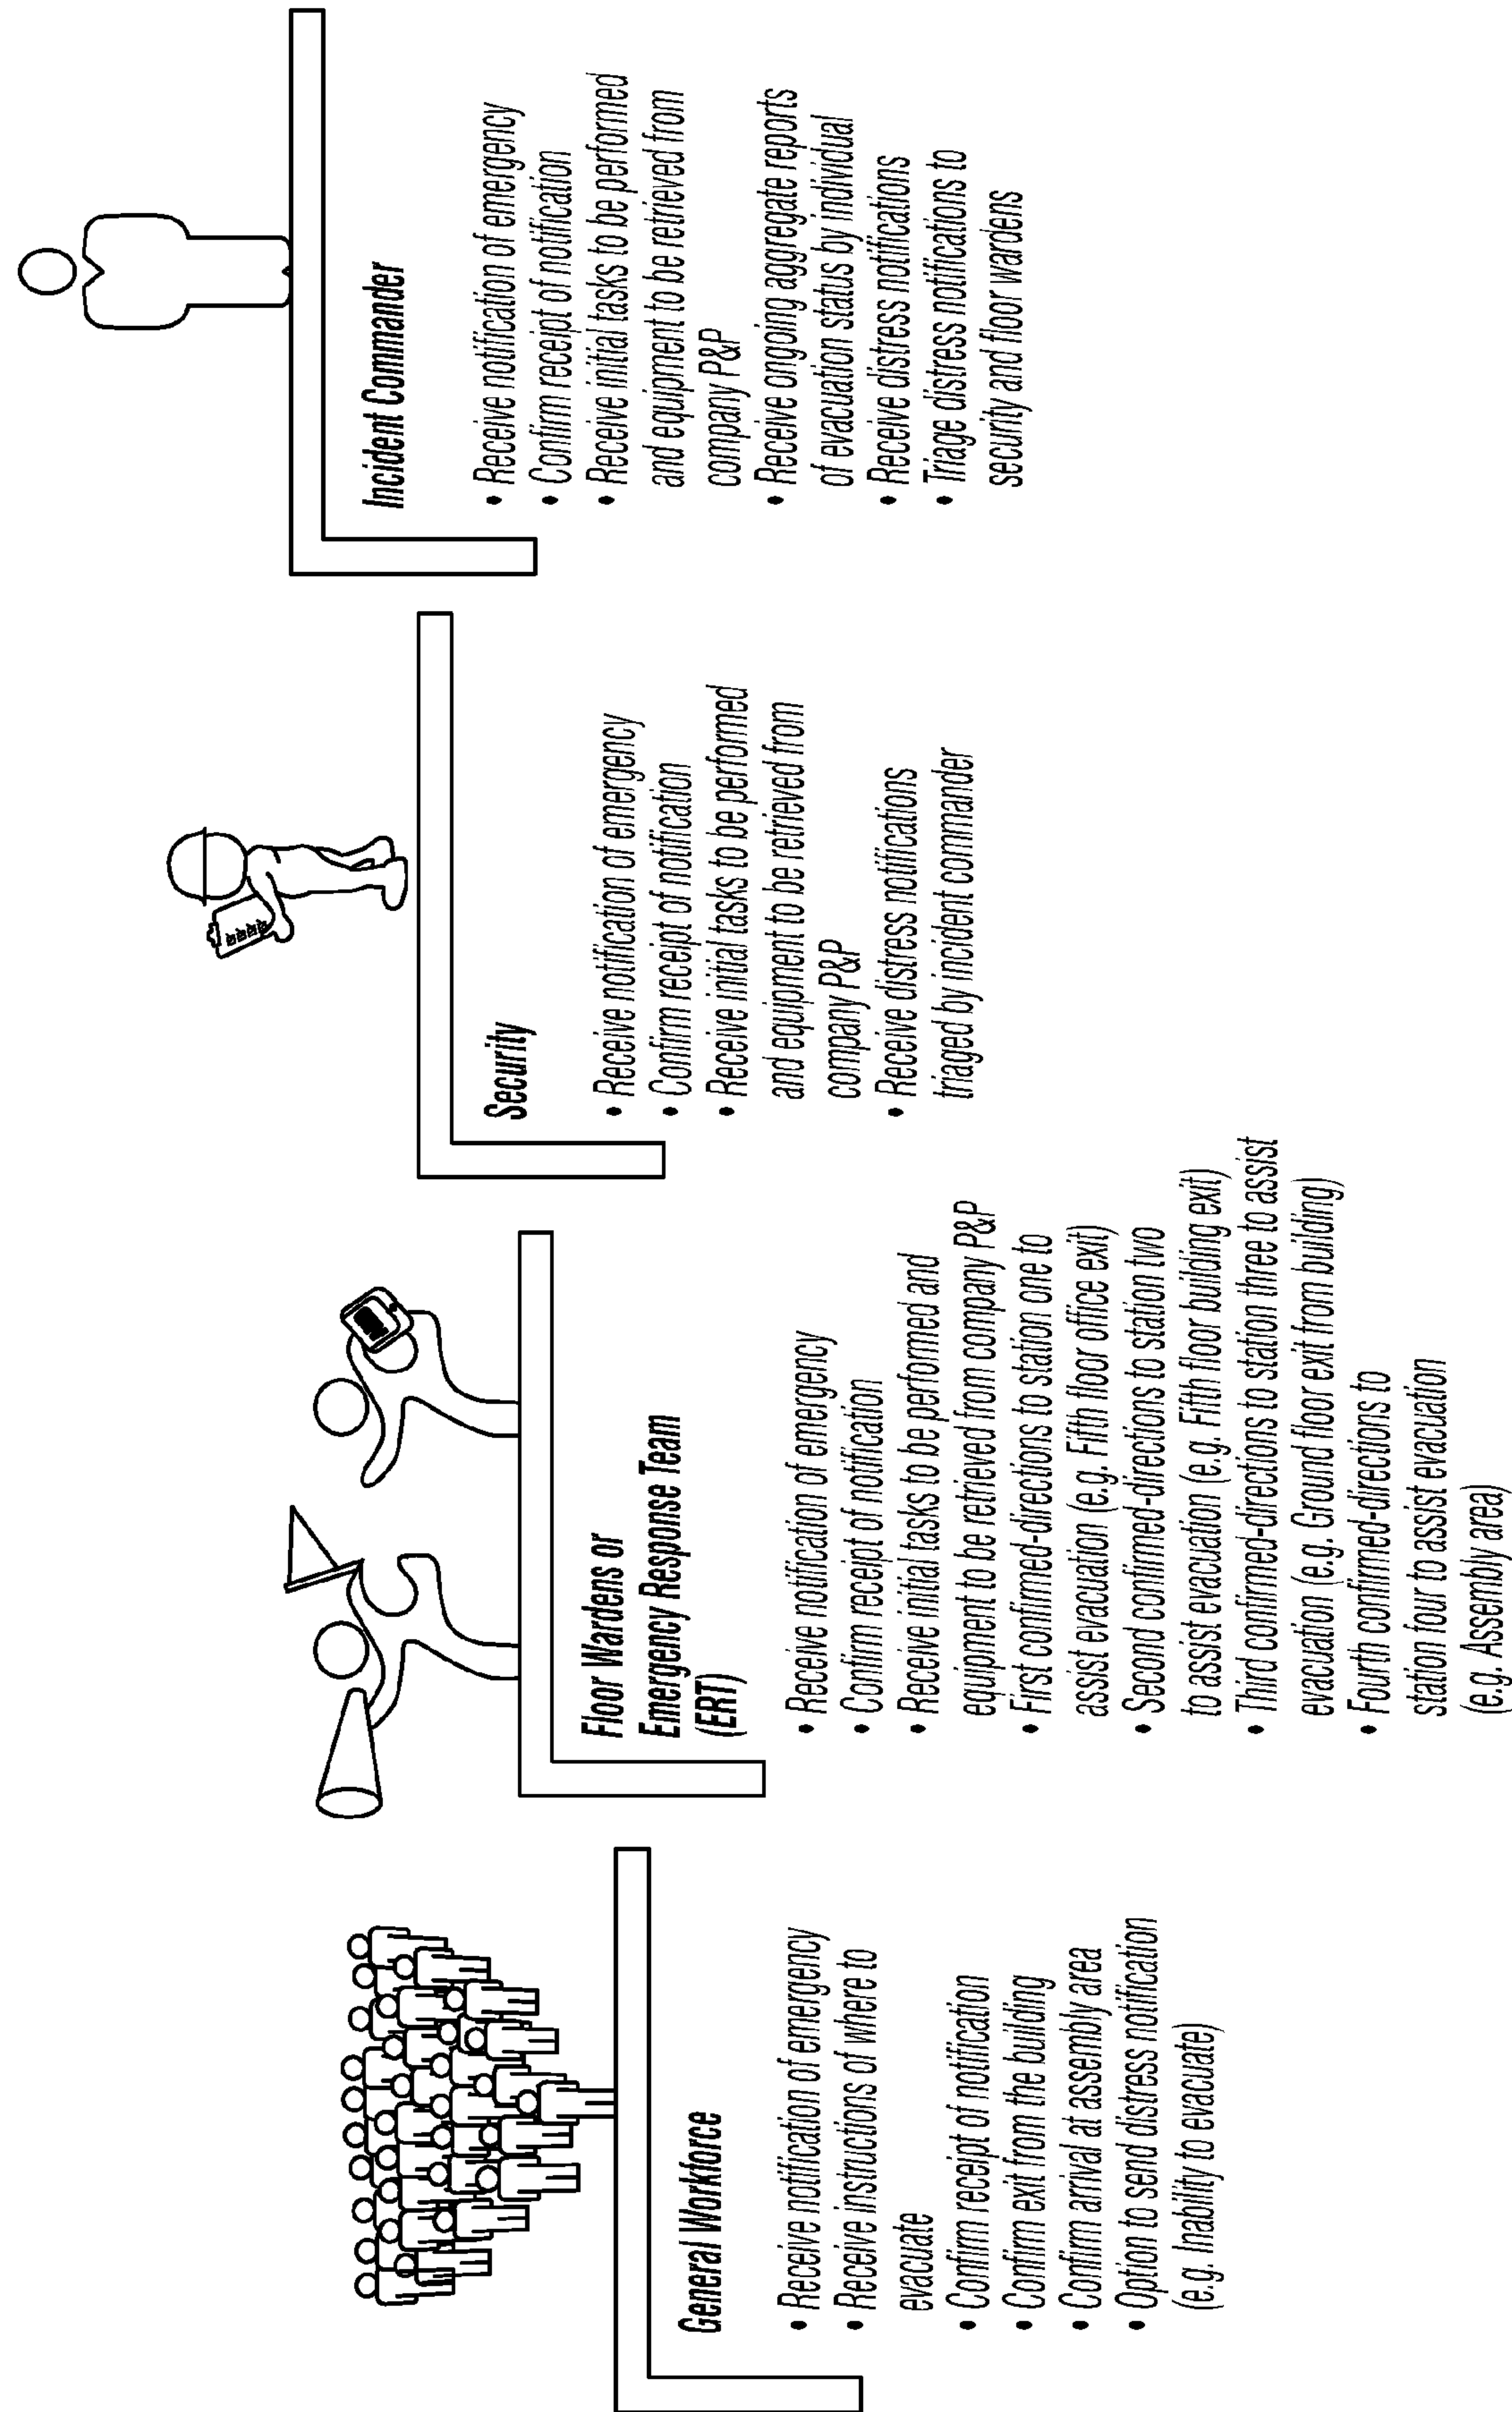 General Workforce
• Receive notification of emergency
• Receive instructions of where to
evacuate
• Confirm receipt of notification
• Confirm exit from the building
• Confirm arrival at assembly area
• Option to send distress notification
(e.g. Inability to evacuate)
Floor Wardens or
Emergency Response Team
(ERT)
• Receive notification of emergency
• Confirm receipt of notification
• Receive initial tasks to be performed and
equipment to be retrieved from company P&P
• First confirmed-directions to station one to
assist evacuation (e.g. Fifth floor office exit)
• Second confirmed-directions to station two
to assist evacuation (e.g. Fifth floor building exit)
• Third confirmed-directions to station three to assist
evacuation (e.g. Ground floor exit from building)
• Fourth confirmed-directions to
station four to assist evacuation
(e.g. Assembly area)
Security
• Receive notification of emergency
• Confirm receipt of notification
• Receive initial tasks to be performed
and equipment to be retrieved from
company P&P
• Receive distress notifications
triaged by incident commander
Incident Commander
• Receive notification of emergency
• Confirm receipt of notification
• Receive initial tasks to be performed
and equipment to be retrieved from
company P&P
• Receive ongoing aggregate reports
of evacuation status by individual
• Receive distress notifications
• Triage distress notifications to
security and floor wardens